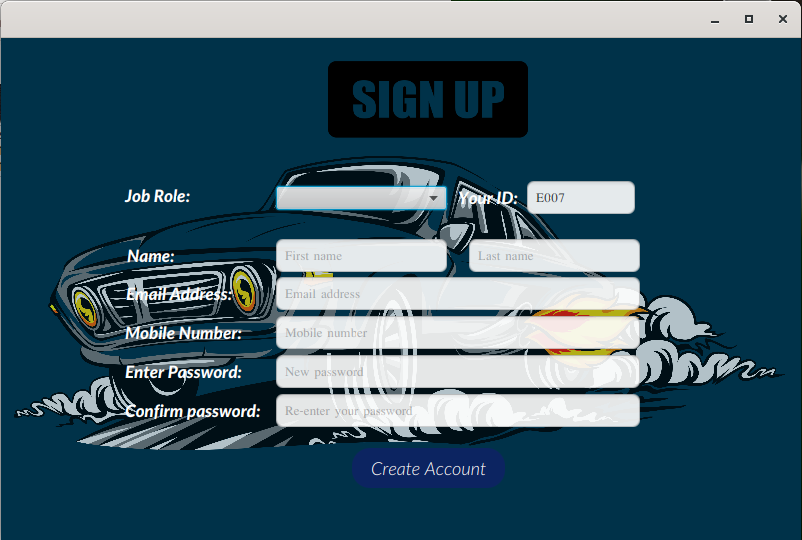 SIGN UP
Job Role: Your ID: E007
Name: First name Last name
Email Address: Email address
Mobile Number: Mobile number
Enter Password: New password
Confirm password: Re-enter your password
Create Account